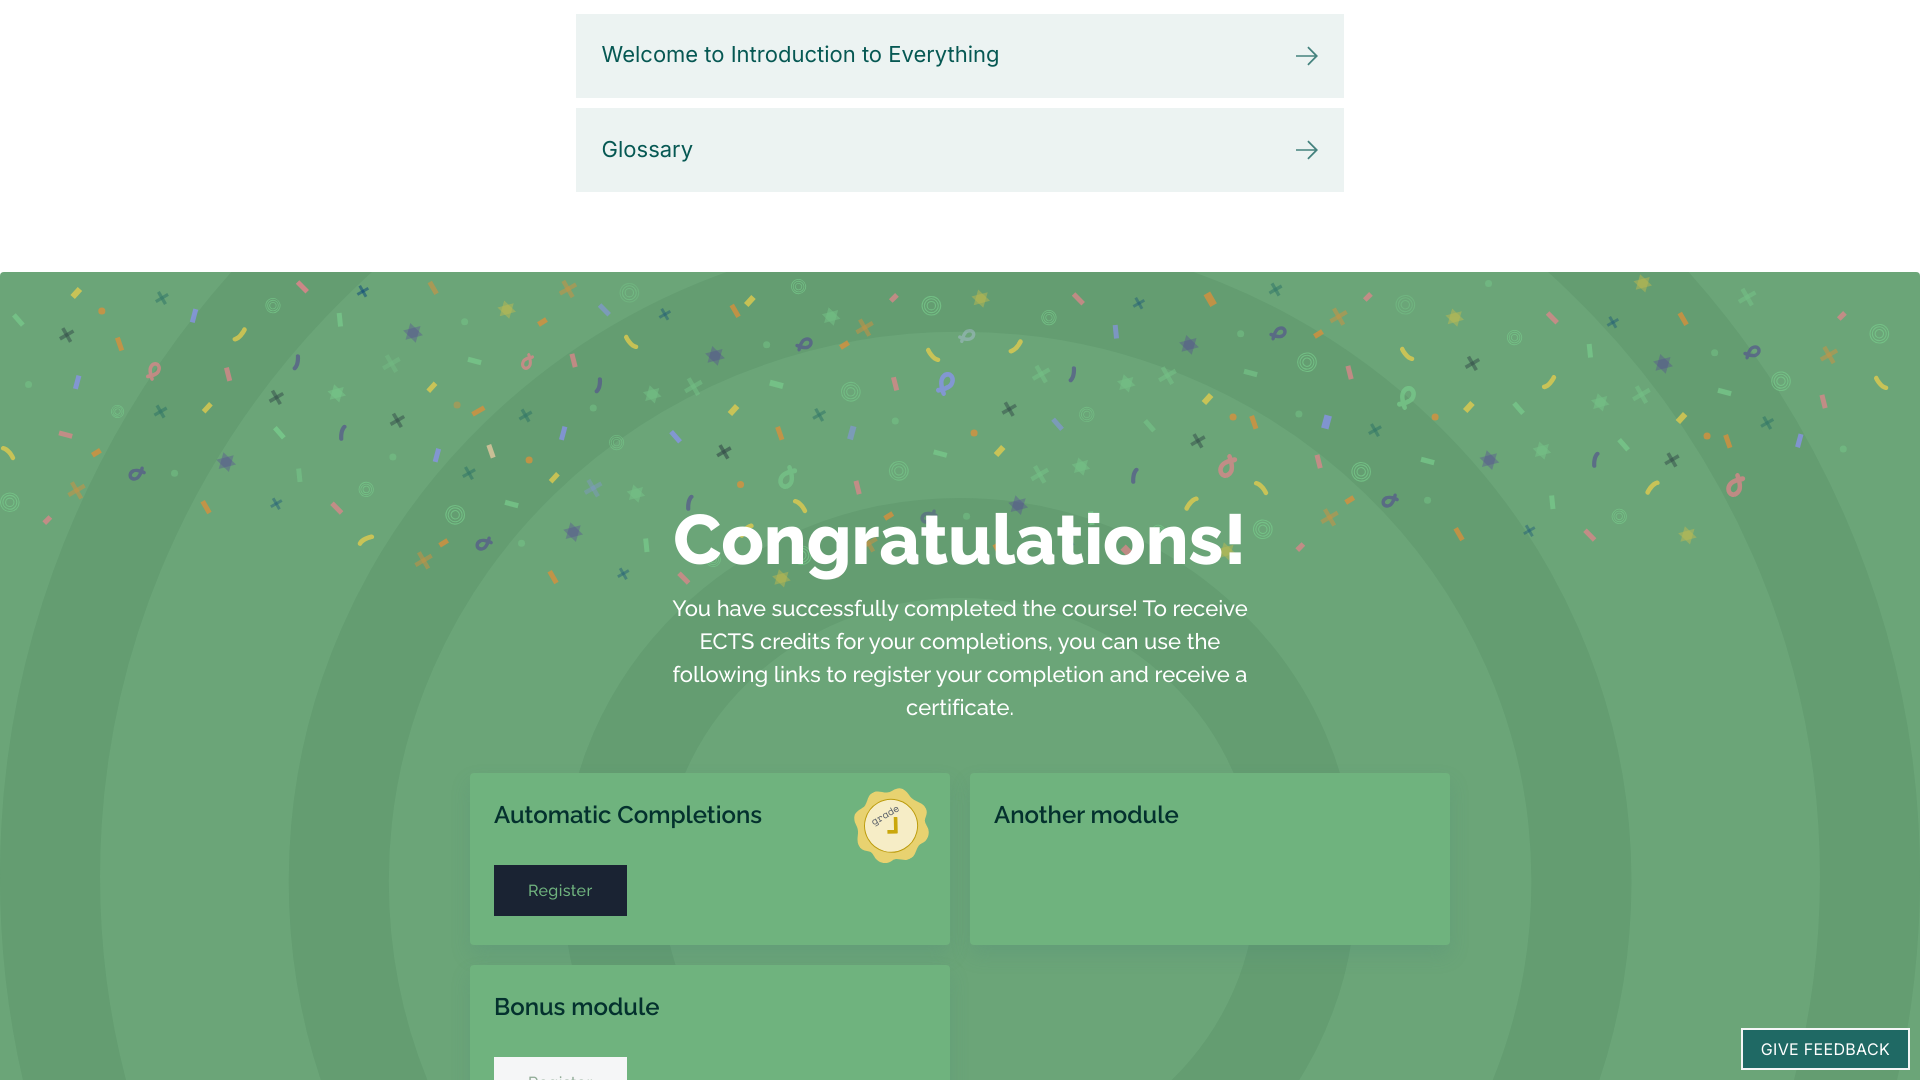 Welcome to Introduction to Everything
Glossary
Congratulations!
You have successfully completed the course! To receive
ECTS credits for your completions, you can use the
following links to register your completion and receive a
certificate.
Automatic Completions
grade
Register
Another module
Bonus module
Register
GIVE FEEDBACK